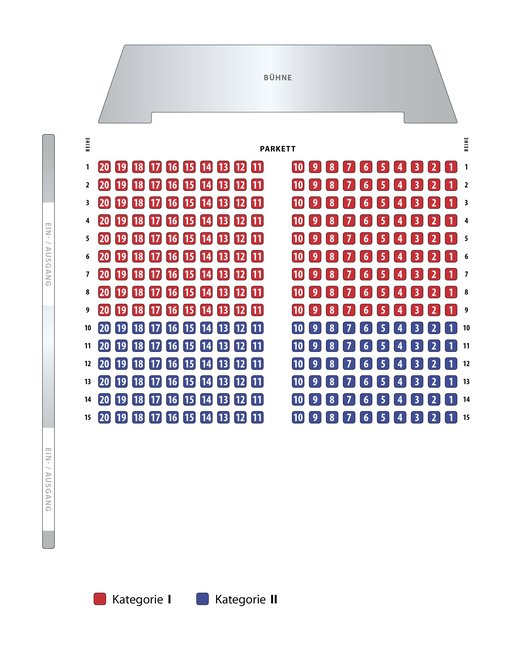 BÜHNE
PARKETT
REIHE REIHE
1 20 19 18 17 16 15 14 13 12 11 10 9 8 7 6 5 4 3 2 1 1
2 20 19 18 17 16 15 14 13 12 11 10 9 8 7 6 5 4 3 2 1 2
3 20 19 18 17 16 15 14 13 12 11 10 9 8 7 6 5 4 3 2 1 3
4 20 19 18 17 16 15 14 13 12 11 10 9 8 7 6 5 4 3 2 1 4
5 20 19 18 17 16 15 14 13 12 11 10 9 8 7 6 5 4 3 2 1 5
6 20 19 18 17 16 15 14 13 12 11 10 9 8 7 6 5 4 3 2 1 6
7 20 19 18 17 16 15 14 13 12 11 10 9 8 7 6 5 4 3 2 1 7
8 20 19 18 17 16 15 14 13 12 11 10 9 8 7 6 5 4 3 2 1 8
9 20 19 18 17 16 15 14 13 12 11 10 9 8 7 6 5 4 3 2 1 9
10 20 19 18 17 16 15 14 13 12 11 10 9 8 7 6 5 4 3 2 1 10
11 20 19 18 17 16 15 14 13 12 11 10 9 8 7 6 5 4 3 2 1 11
12 20 19 18 17 16 15 14 13 12 11 10 9 8 7 6 5 4 3 2 1 12
13 20 19 18 17 16 15 14 13 12 11 10 9 8 7 6 5 4 3 2 1 13
14 20 19 18 17 16 15 14 13 12 11 10 9 8 7 6 5 4 3 2 1 14
15 20 19 18 17 16 15 14 13 12 11 10 9 8 7 6 5 4 3 2 1 15
EIN- / AUSGANG
EIN- / AUSGANG
Kategorie I Kategorie II